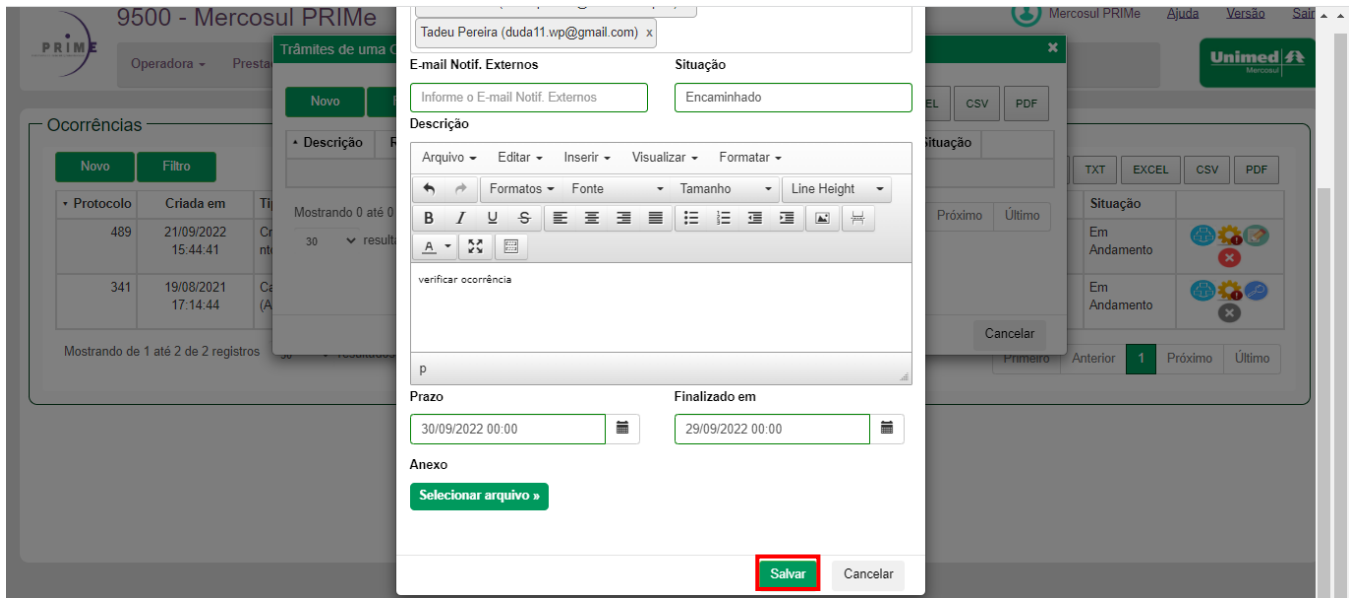 9500 - Mercosul PRIMe
Mercosul PRIMe Ajuda Versão Sair
PRIME
Operadora Presta
Unimed
Mercosul
Trâmites de uma C
x
Novo
EL CSV PDF
Descrição
Situação
Mostrando 0 até 0
30 resulta
Próximo Último
Cancelar
Ocorrências
Novo Filtro
TXT EXCEL CSV PDF
Protocolo Criada em Situação
489 21/09/2022 15:44:41 Em Andamento
341 19/08/2021 17:14:44 Em Andamento
Mostrando de 1 até 2 de 2 registros
Primeiro Anterior 1 Próximo Último
Tadeu Pereira (duda11.wp@gmail.com) x
E-mail Notif. Externos Situação
Informe o E-mail Notif. Externos Encaminhado
Descrição
Arquivo Editar Inserir Visualizar Formatar
Formatos Fonte Tamanho Line Height
B I U S
A
verificar ocorrência
p
Prazo Finalizado em
30/09/2022 00:00 29/09/2022 00:00
Anexo
Selecionar arquivo »
Salvar Cancelar